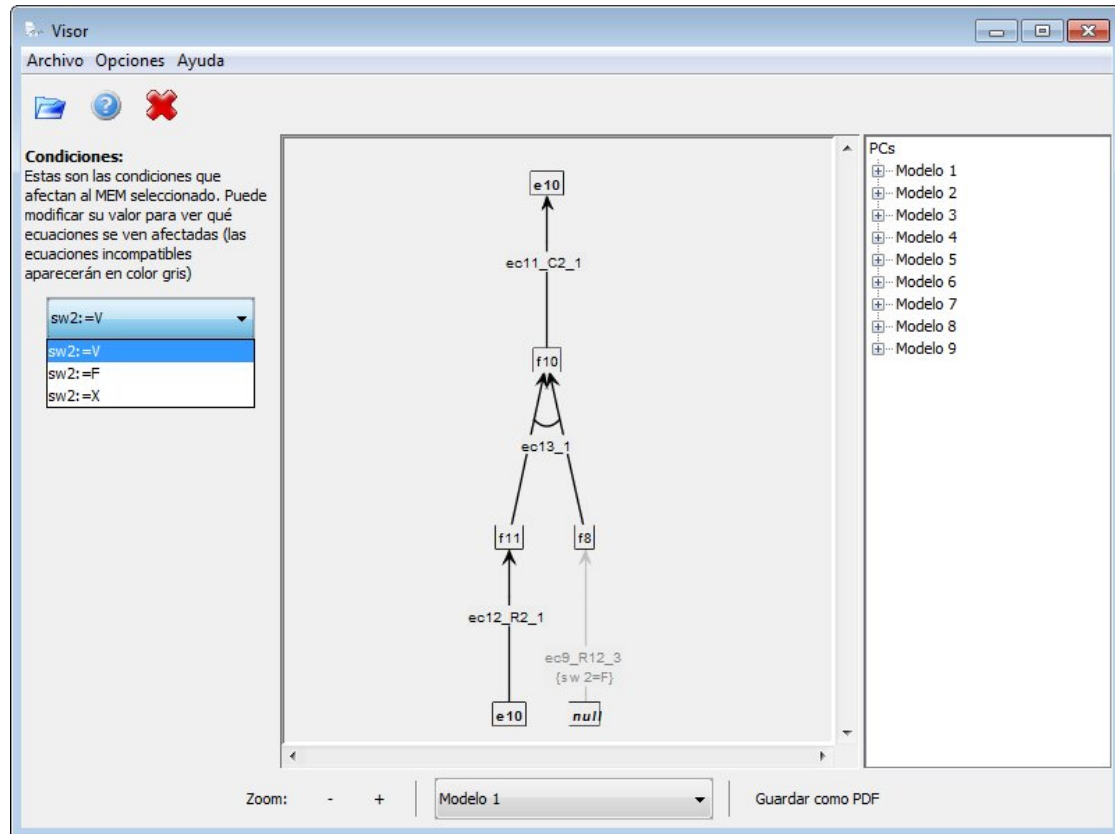 Visor
Archivo Opciones Ayuda
Condiciones:
Estas son las condiciones que
afectan al MEM seleccionado. Puede
modificar su valor para ver qué
ecuaciones se ven afectadas (las
ecuaciones incompatibles
aparecerán en color gris)
sw2:=V
sw2:=V
sw2:=F
sw2:=X
e10
ec11_C2_1
f10
ec13_1
f11
f8
ec12_R2_1
ec9_R12_3
{sw 2=F}
e10
null
PCs
Modelo 1
Modelo 2
Modelo 3
Modelo 4
Modelo 5
Modelo 6
Modelo 7
Modelo 8
Modelo 9
Zoom: - +
Modelo 1
Guardar como PDF